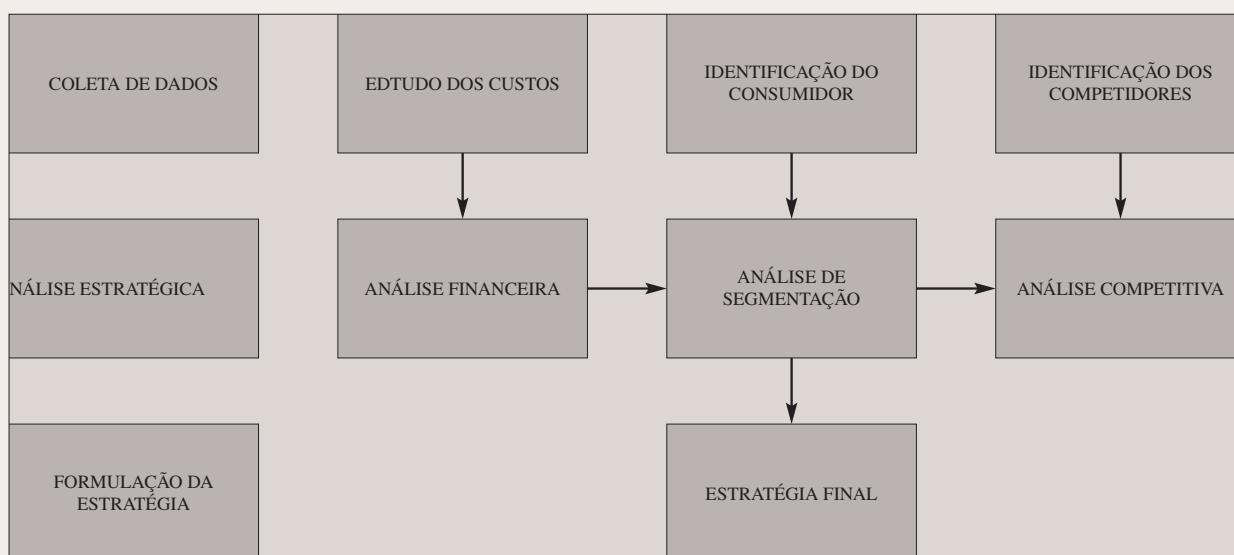 COLETA DE DADOS
EDTUDO DOS CUSTOS
IDENTIFICAÇÃO DO
CONSUMIDOR
IDENTIFICAÇÃO DOS
COMPETIDORES
NÁLISE ESTRATÉGICA
ANÁLISE FINANCEIRA
ANÁLISE DE
SEGMENTAÇÃO
ANÁLISE COMPETITIVA
FORMULAÇÃO DA
ESTRATÉGIA
ESTRATÉGIA FINAL